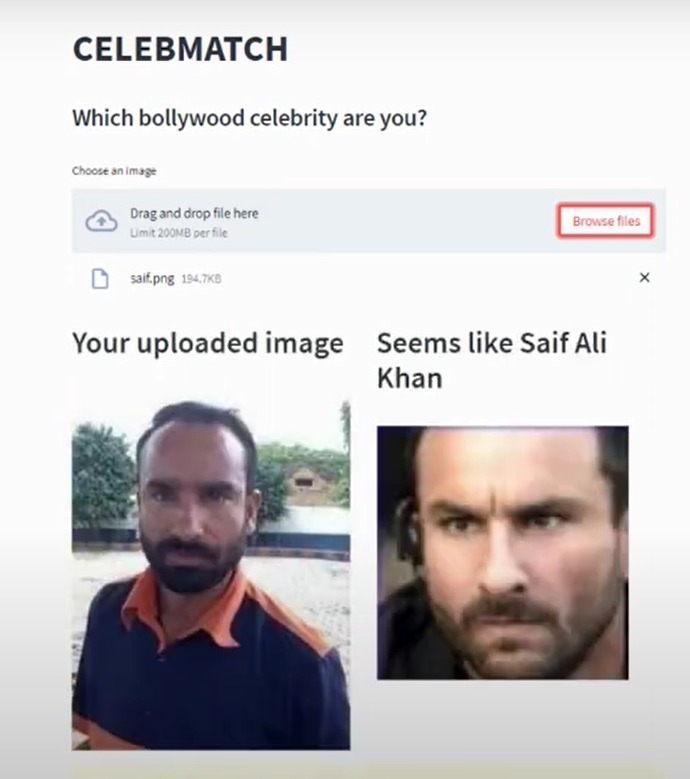 CELEBMATCH
Which bollywood celebrity are you?
Choose an image
Drag and drop file here
Limit 200MB per file
Browse files
saif.png 194.7KB
Your uploaded image
Seems like Saif Ali
Khan